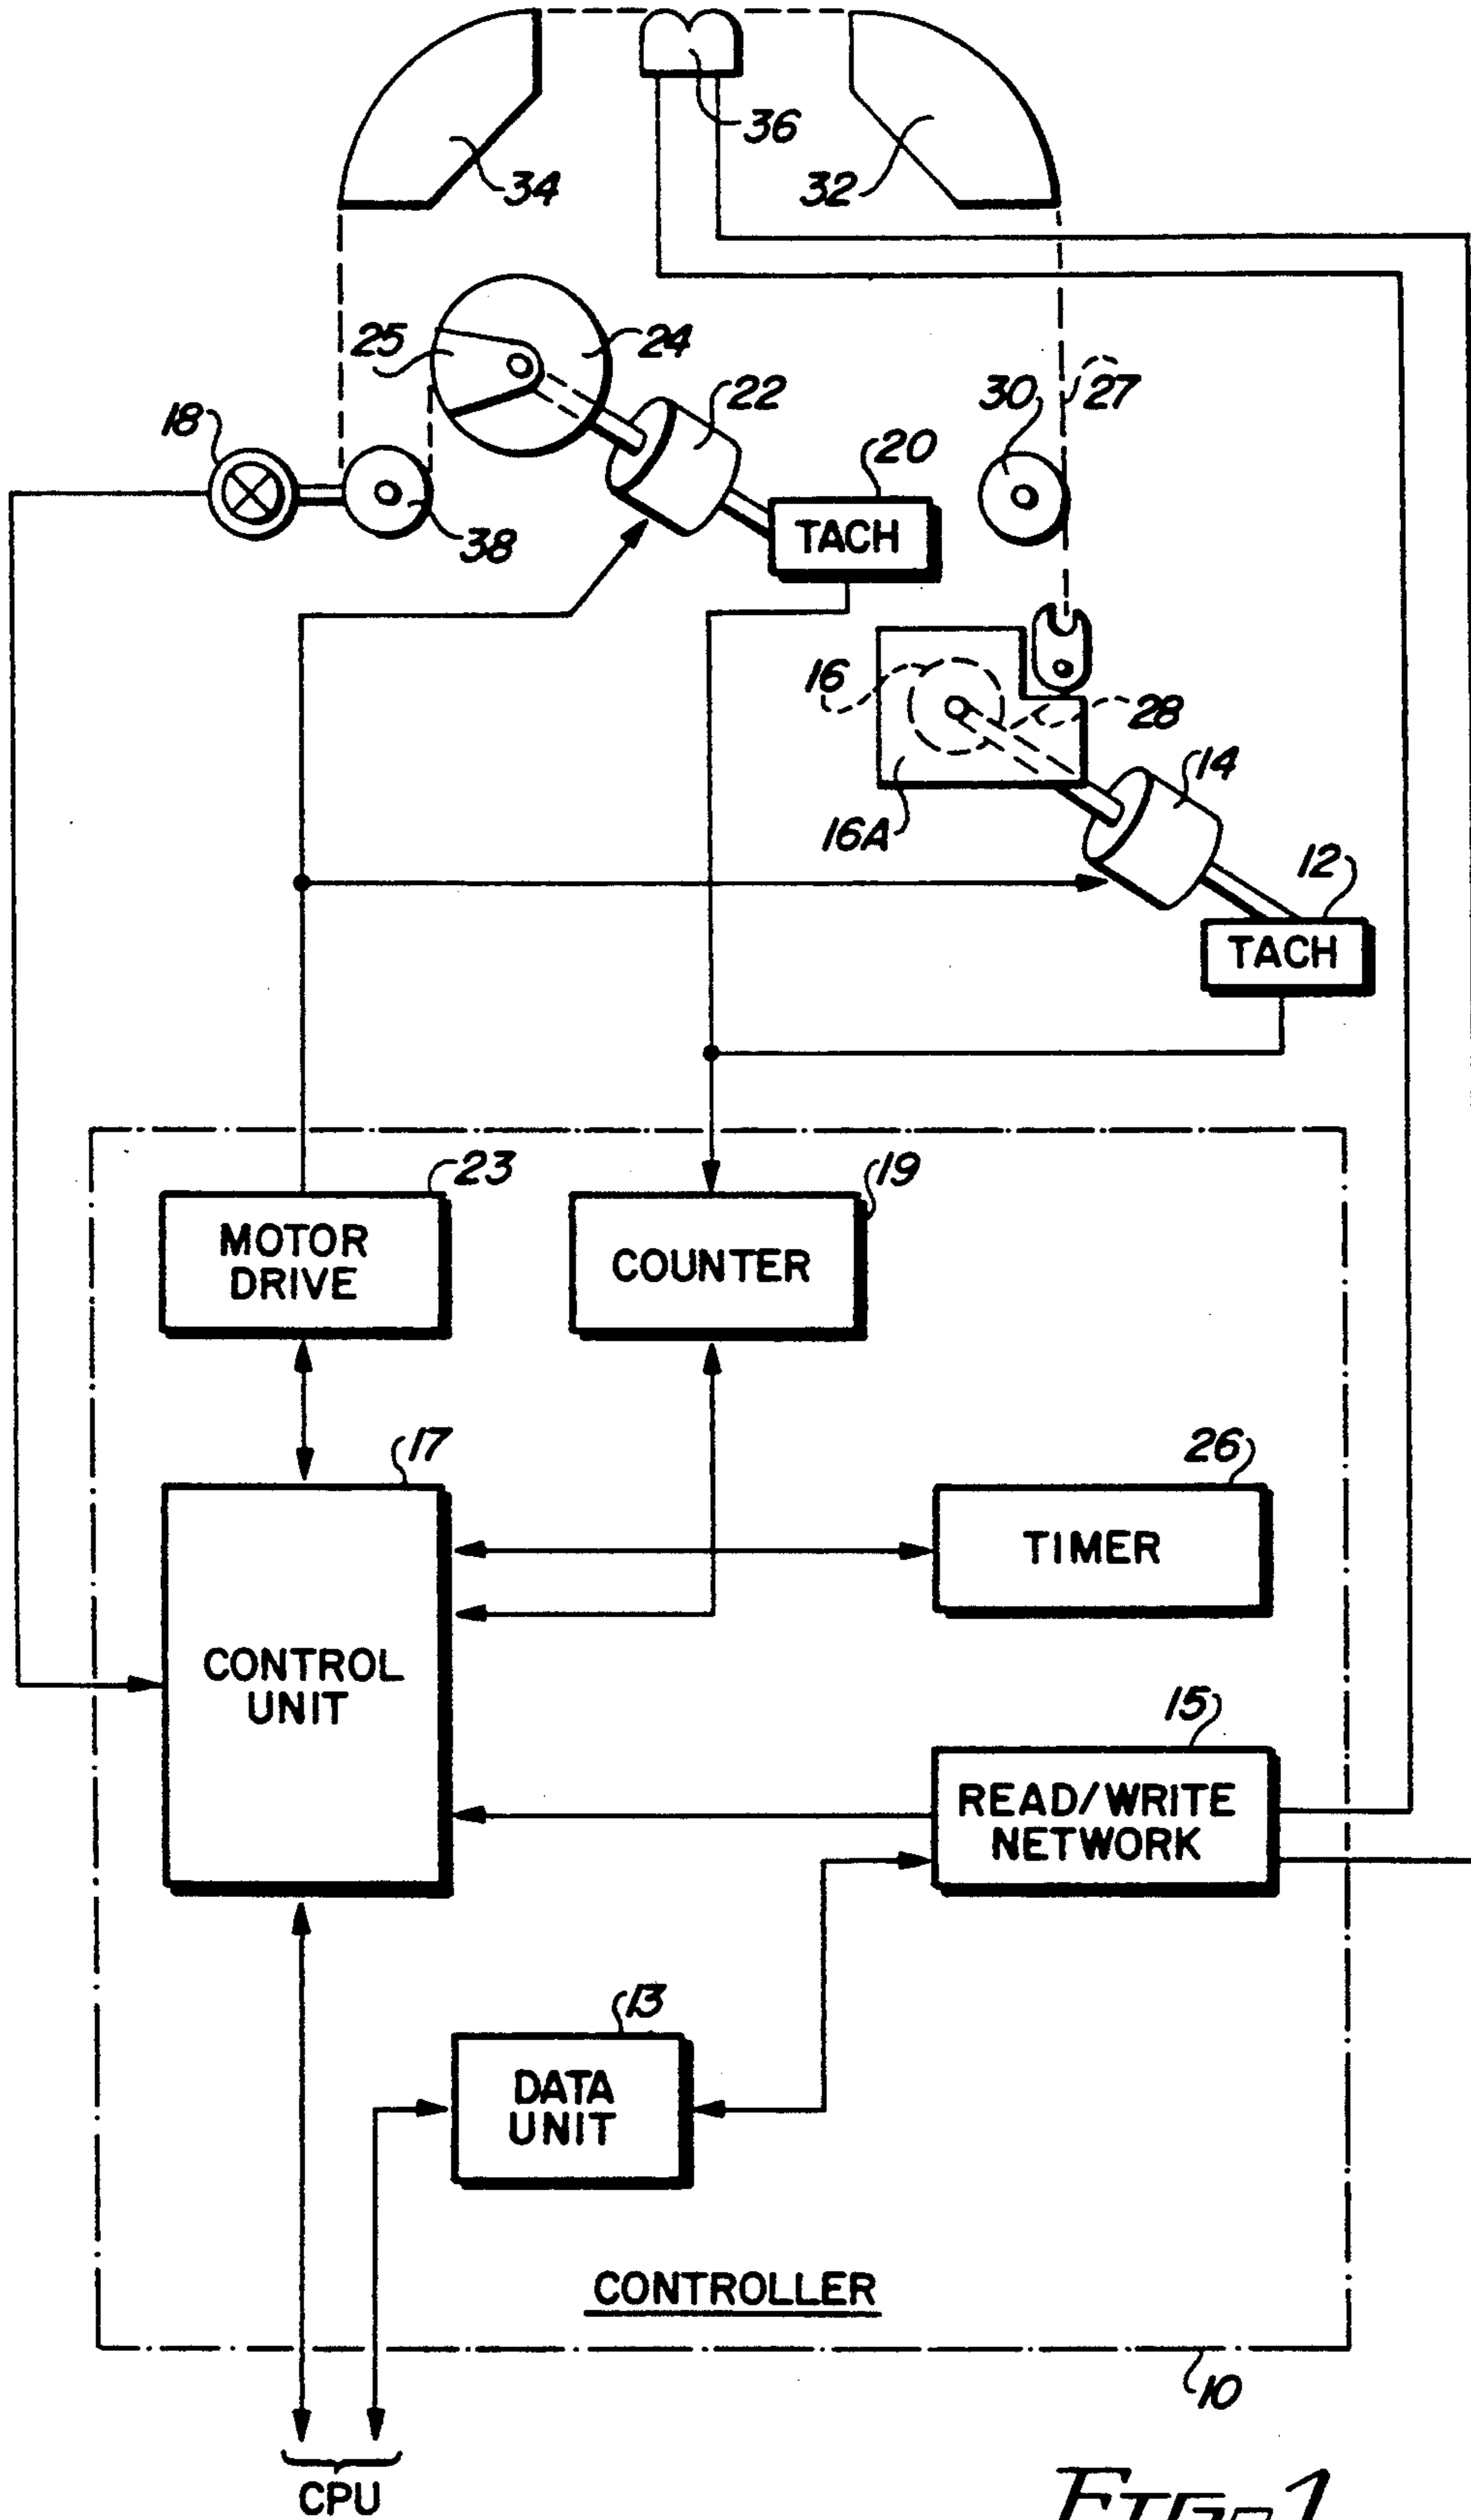 36
34
32
25
24
22
30
27
18
20
38
TACH
16
28
14
16A
12
TACH
23
19
MOTOR
DRIVE
COUNTER
17
26
TIMER
CONTROL
UNIT
15
READ/WRITE
NETWORK
13
DATA
UNIT
CONTROLLER
10
CPU
FIG. 1